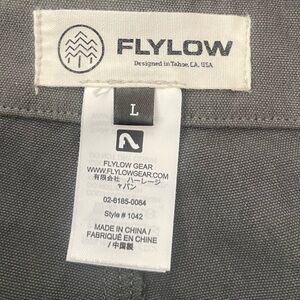 FLYLOW
Designed in Tahoe, CA, USA
L
FLYLOW GEAR
WWW.FLYLOWGEAR.COM
有限会社 ハーレージ
ャパン
02-6185-0084
Style # 1042
MADE IN CHINA /
FABRIQUÉ EN CHINE
/ 中国製